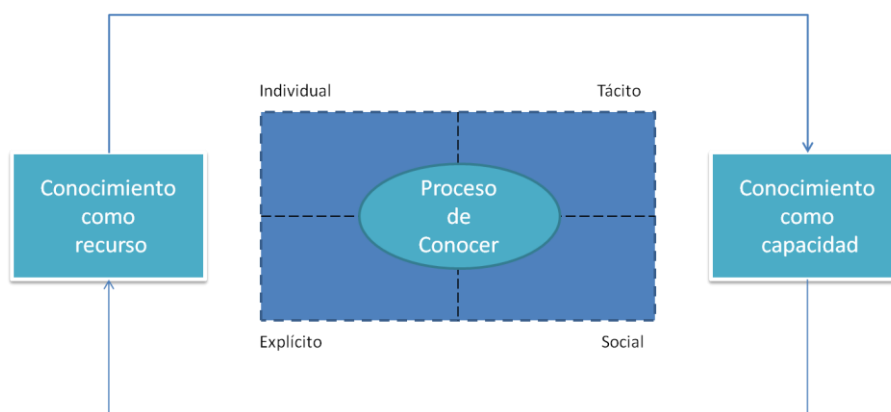 Individual
Tácito
Conocimiento
como
recurso
Proceso
de
Conocer
Conocimiento
como
capacidad
Explícito
Social